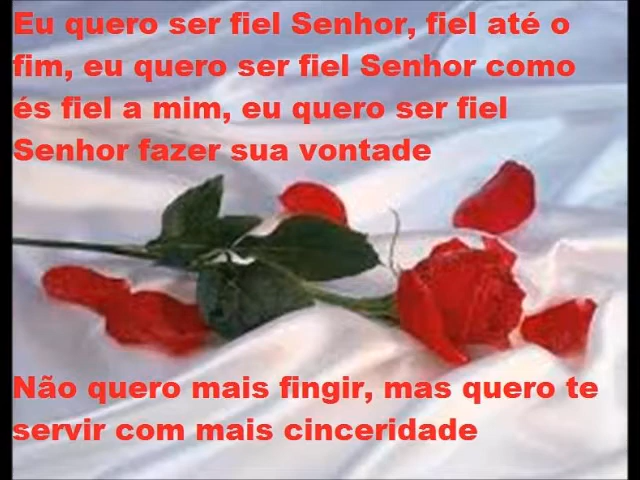 Eu quero ser fiel Senhor, fiel até o
fim, eu quero ser fiel Senhor como
és fiel a mim, eu quero ser fiel
Senhor fazer sua vontade
Não quero mais fingir, mas quero te
servir com mais cinceridade